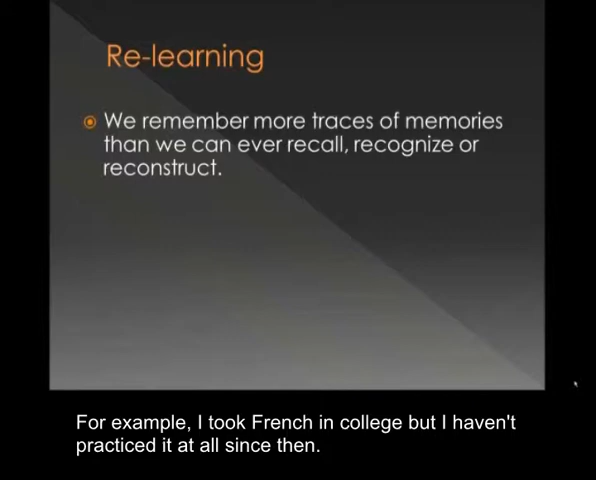 Re-learning
We remember more traces of memories
than we can ever recall, recognize or
reconstruct.
For example, I took French in college but I haven't
practiced it at all since then.